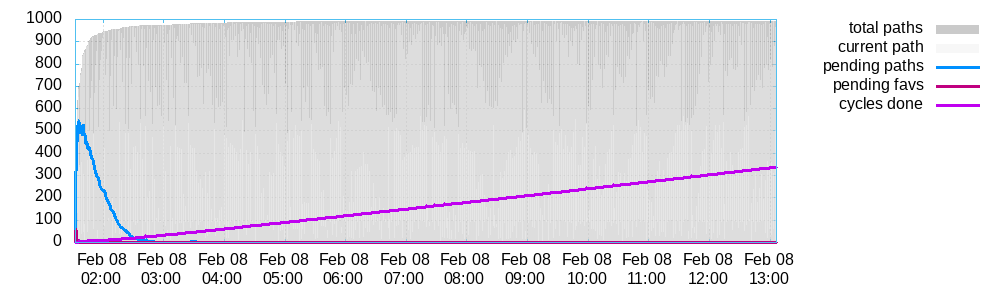 1000
900
800
700
600
500
400
300
200
100
0
Feb 08 Feb 08 Feb 08 Feb 08 Feb 08 Feb 08 Feb 08 Feb 08 Feb 08 Feb 08 Feb 08 Feb 08
02:00 03:00 04:00 05:00 06:00 07:00 08:00 09:00 10:00 11:00 12:00 13:00
total paths
current path
pending paths
pending favs
cycles done